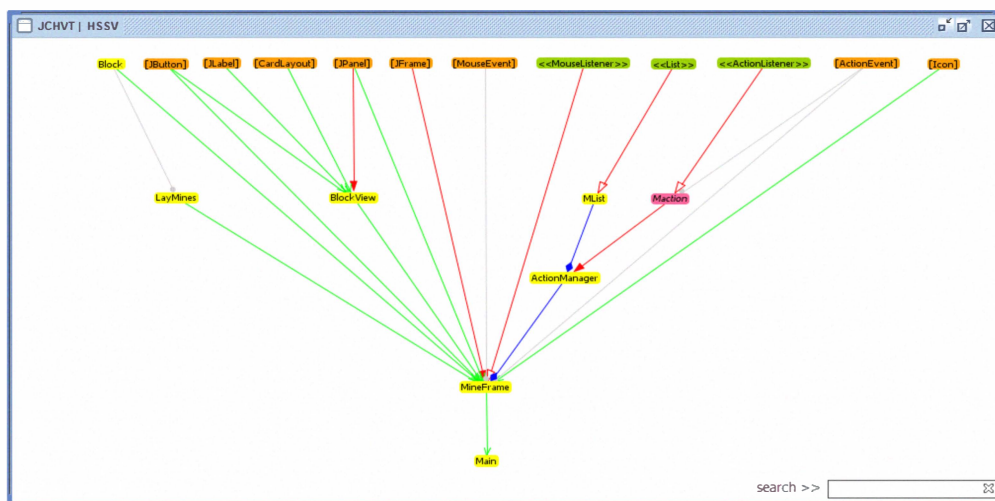 JCHVT | HSSV
Block [JButton] [JLabel] [CardLayout] [JPanel] [JFrame] [MouseEvent] <<MouseListener>> <<List>> <<ActionListener>> [ActionEvent] [Icon]
LayMines BlockView MList Maction
ActionManager
MineFrame
Main
search >>